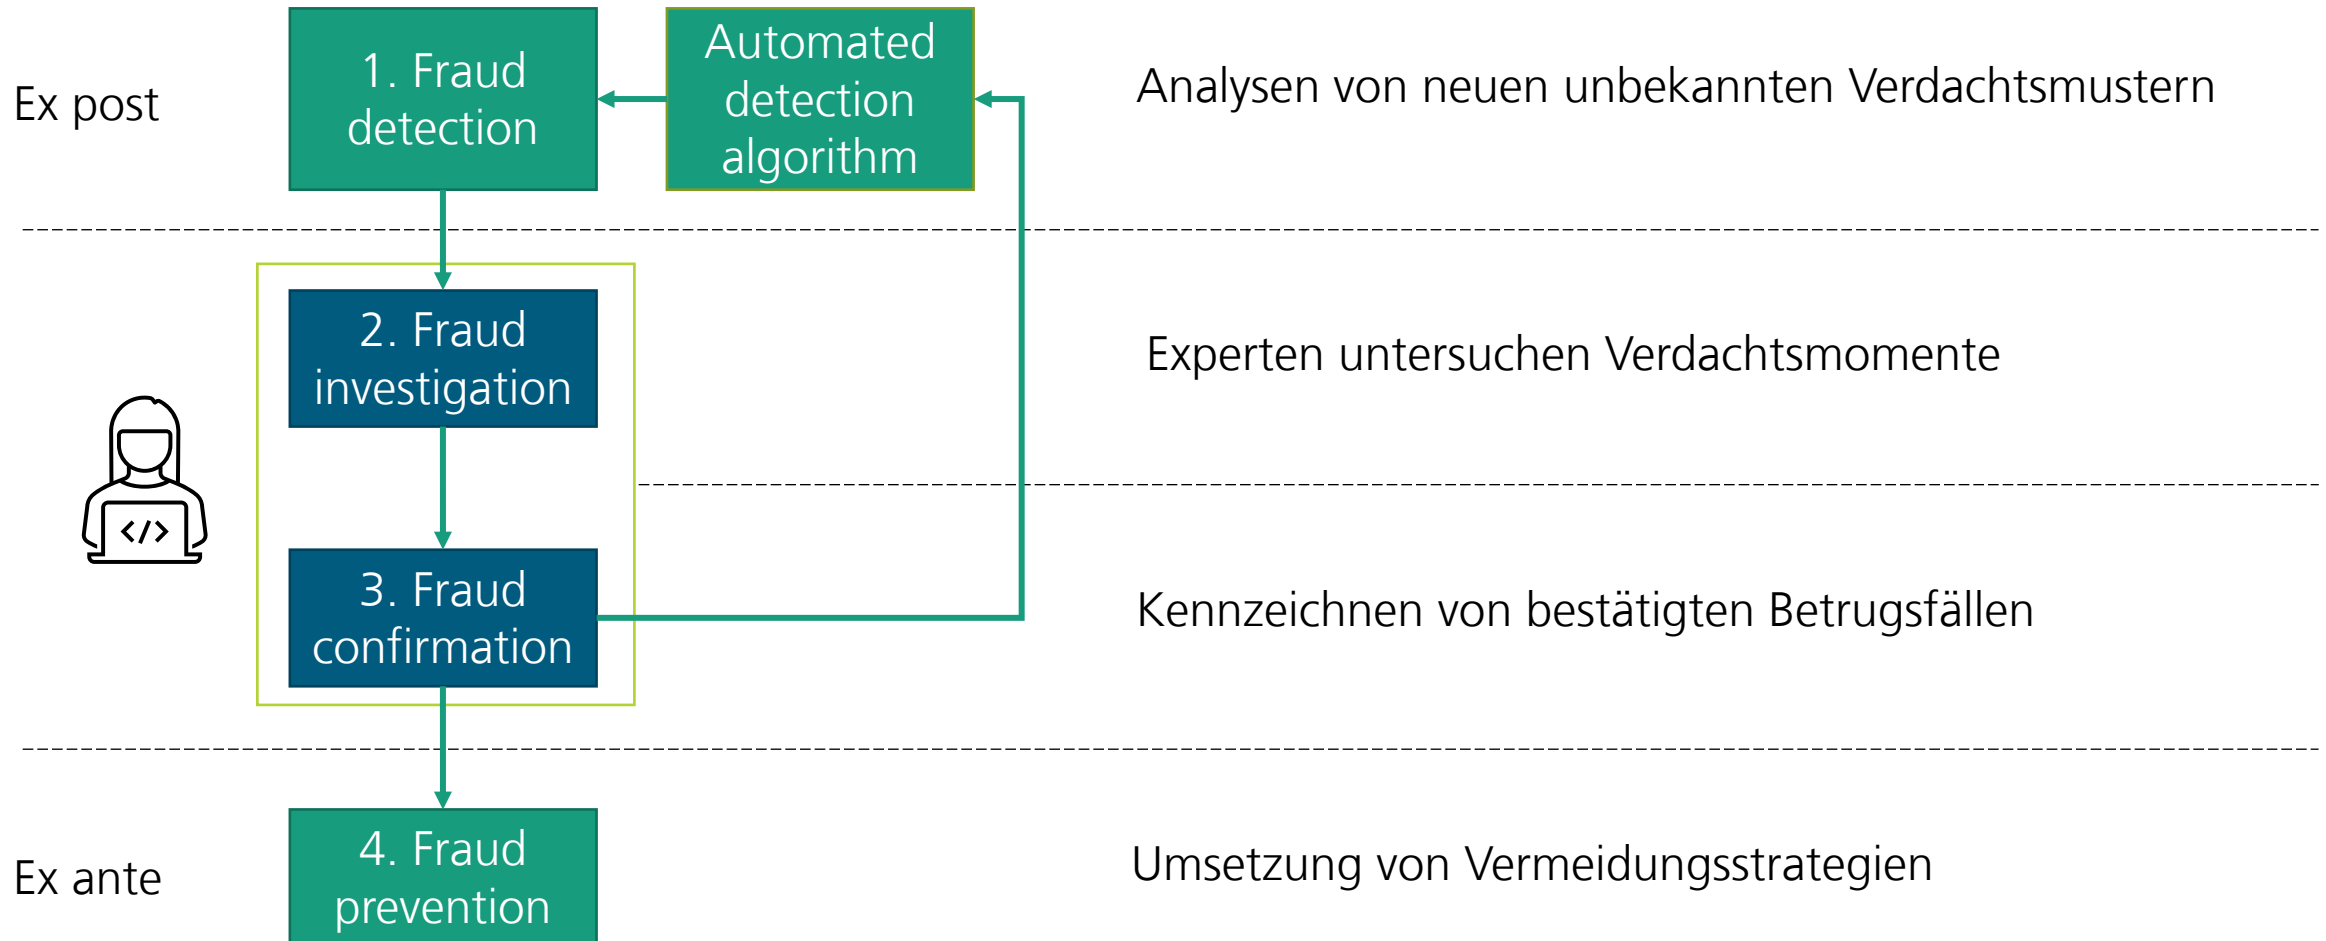 Ex post
1. Fraud
detection
Automated
detection
algorithm
Analysen von neuen unbekannten Verdachtsmustern
2. Fraud
investigation
Experten untersuchen Verdachtsmomente
</>
3. Fraud
confirmation
Kennzeichnen von bestätigten Betrugsfällen
Ex ante
4. Fraud
prevention
Umsetzung von Vermeidungsstrategien